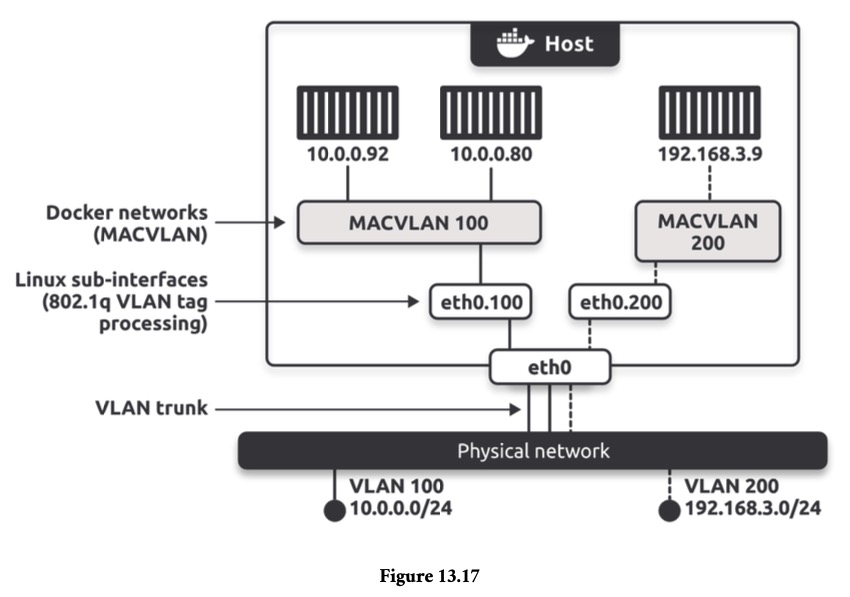 Host
10.0.0.92
10.0.0.80
192.168.3.9
Docker networks
(MACVLAN)
MACVLAN 100
MACVLAN
200
Linux sub-interfaces
(802.1q VLAN tag
processing)
eth0.100
eth0.200
eth0
VLAN trunk
Physical network
VLAN 100
10.0.0.0/24
VLAN 200
192.168.3.0/24
Figure 13.17